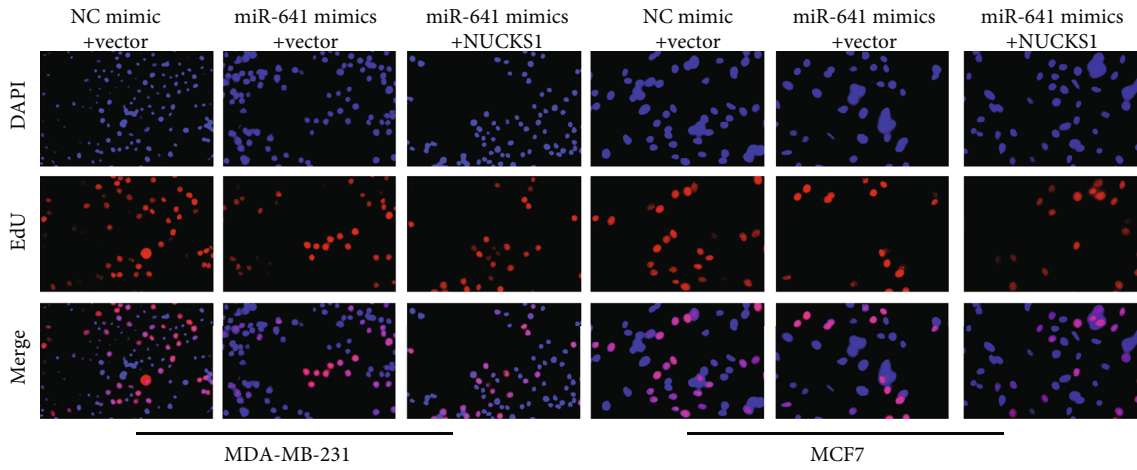 NC mimic
+vector
miR-641 mimics
+vector
miR-641 mimics
+NUCKS1
NC mimic
+vector
miR-641 mimics
+vector
miR-641 mimics
+NUCKS1
DAPI
EdU
Merge
MDA-MB-231
MCF7